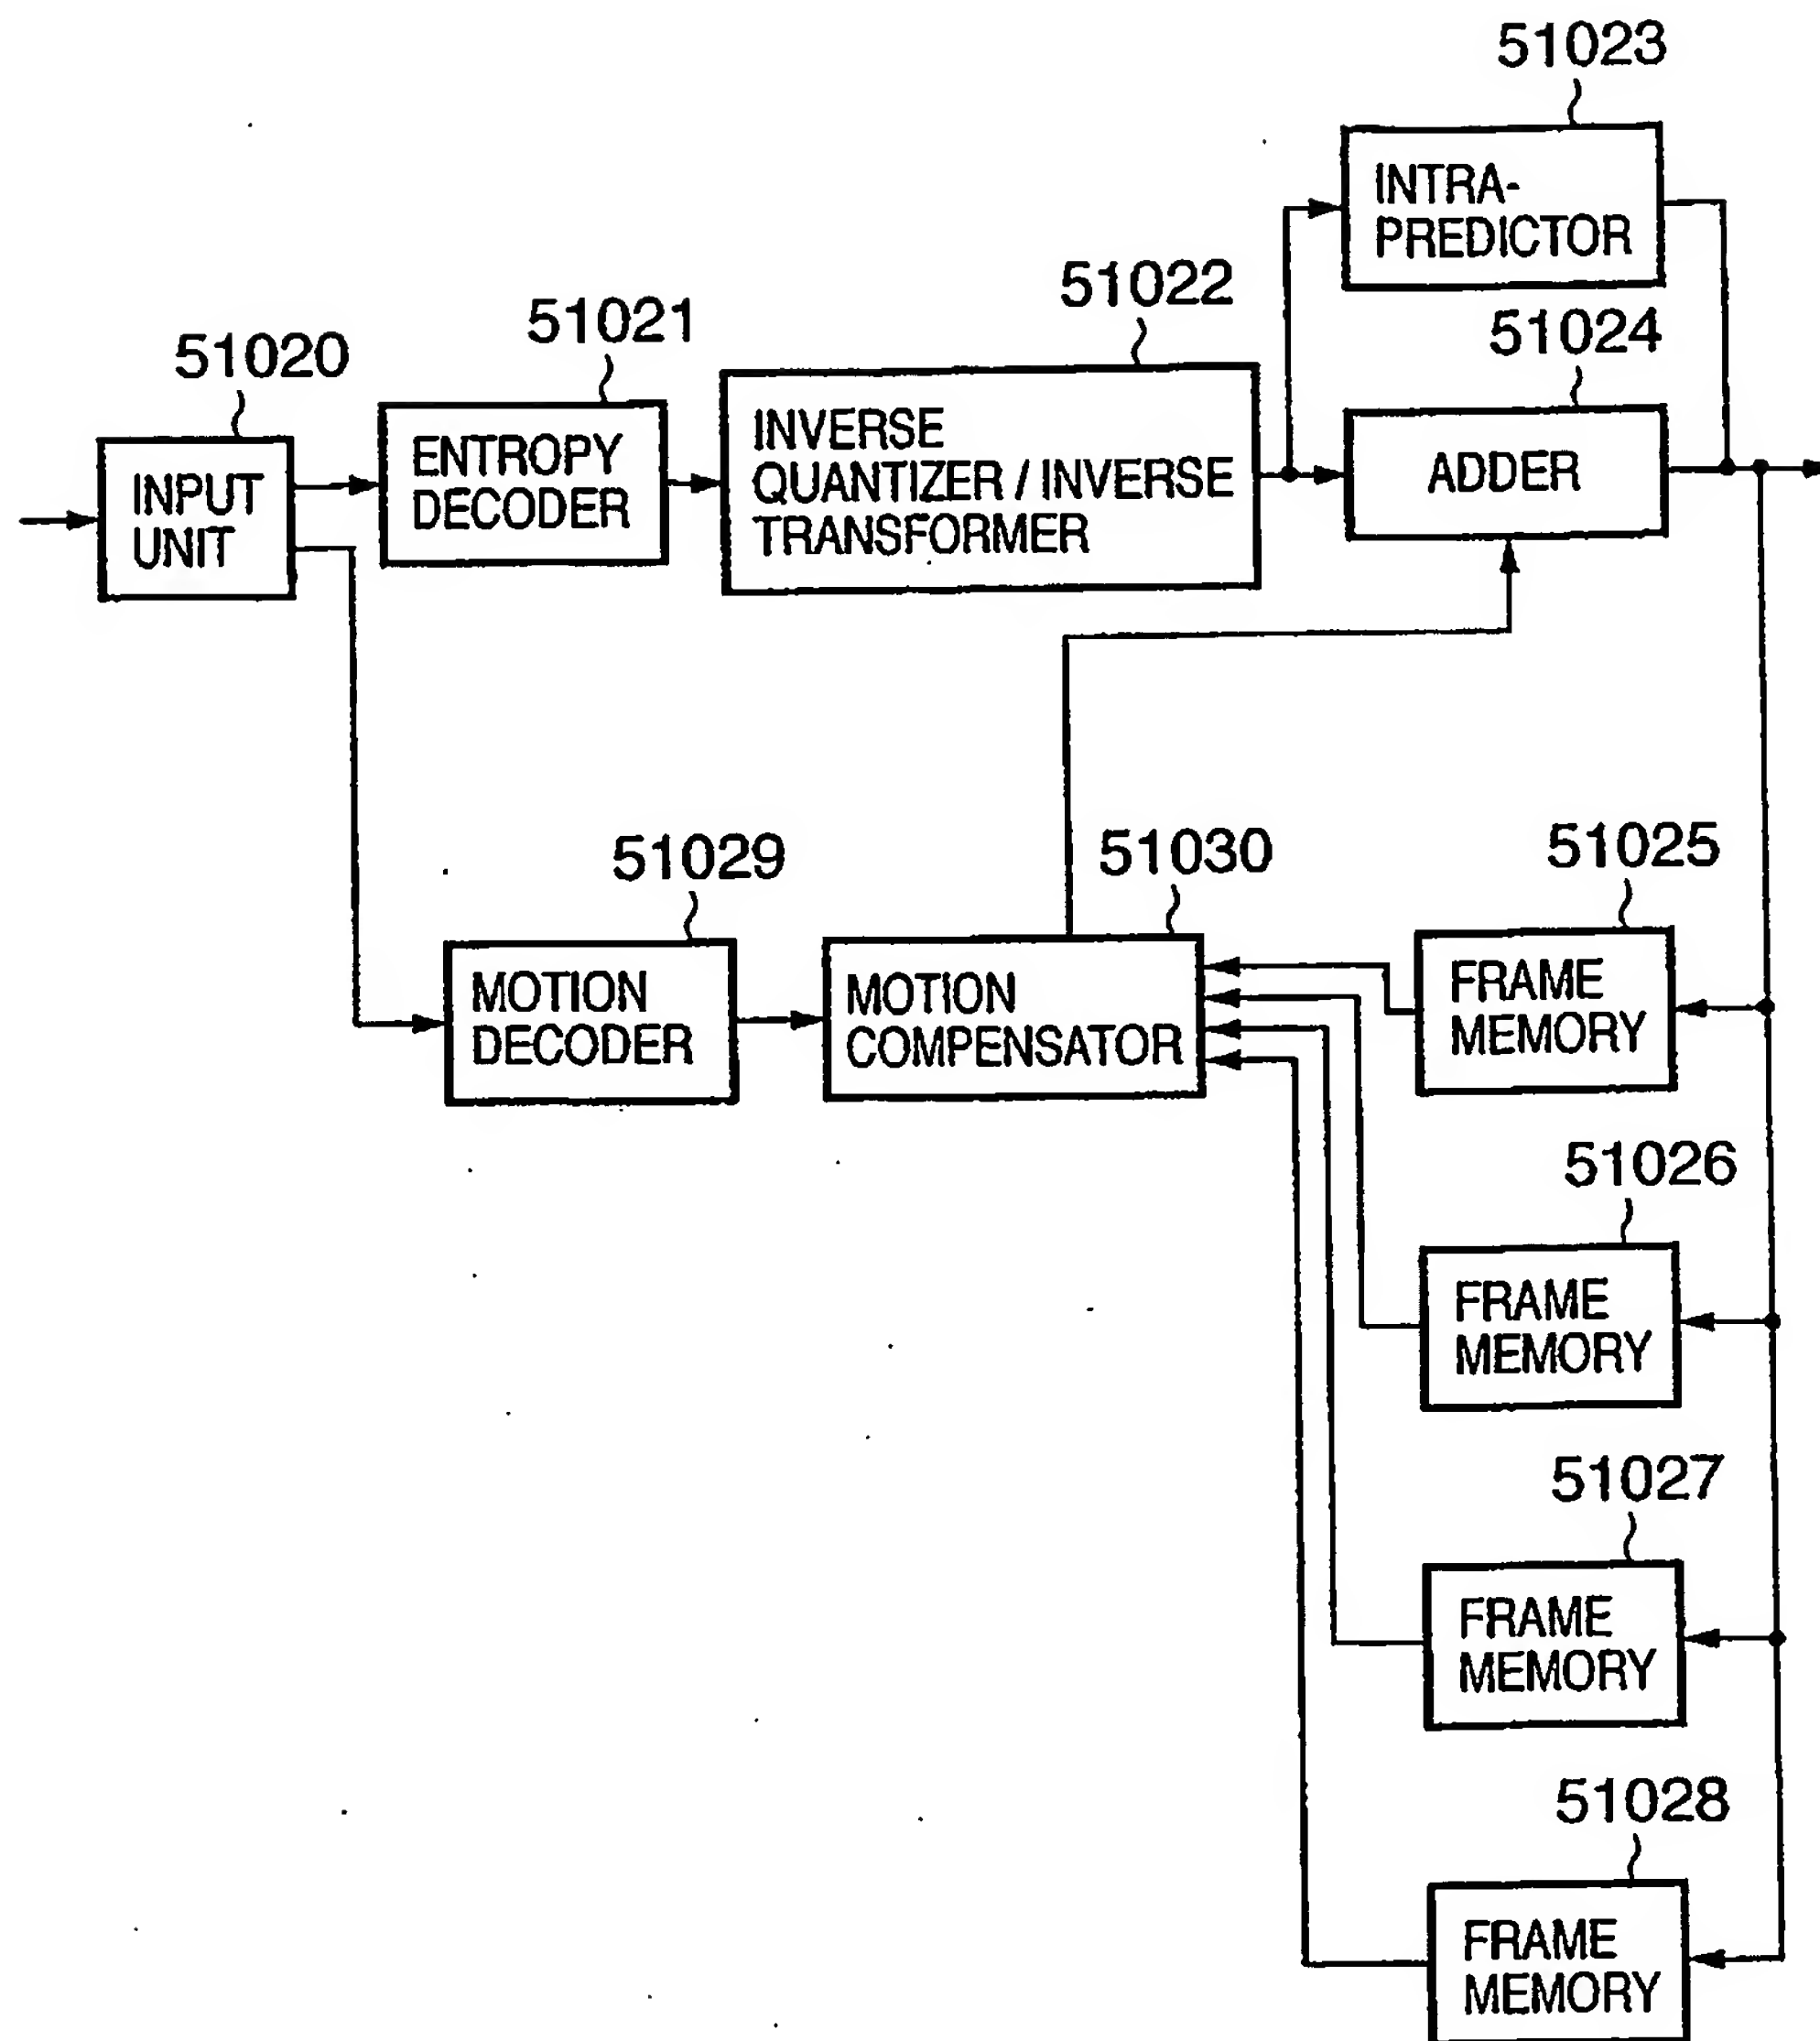 51023
INTRA-
PREDICTOR
51022
51024
51021
51020
INVERSE
QUANTIZER / INVERSE
TRANSFORMER
ENTROPY
DECODER
ADDER
INPUT
UNIT
51029
51030
51025
MOTION
DECODER
MOTION
COMPENSATOR
FRAME
MEMORY
51026
FRAME
MEMORY
51027
FRAME
MEMORY
51028
FRAME
MEMORY